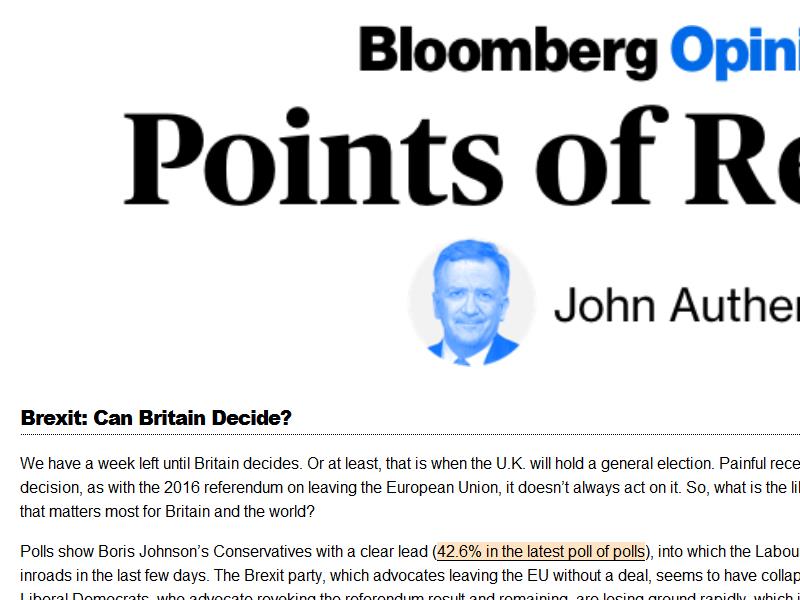 Bloomberg Opini
Points of Re
John Auther
Brexit: Can Britain Decide?
We have a week left until Britain decides. Or at least, that is when the U.K. will hold a general election. Painful rece
decision, as with the 2016 referendum on leaving the European Union, it doesn’t always act on it. So, what is the li
that matters most for Britain and the world?
Polls show Boris Johnson’s Conservatives with a clear lead (42.6% in the latest poll of polls), into which the Labou
inroads in the last few days. The Brexit party, which advocates leaving the EU without a deal, seems to have collap
Liberal Democrats, who advocate revoking the referendum result and remaining, are losing ground rapidly, which i